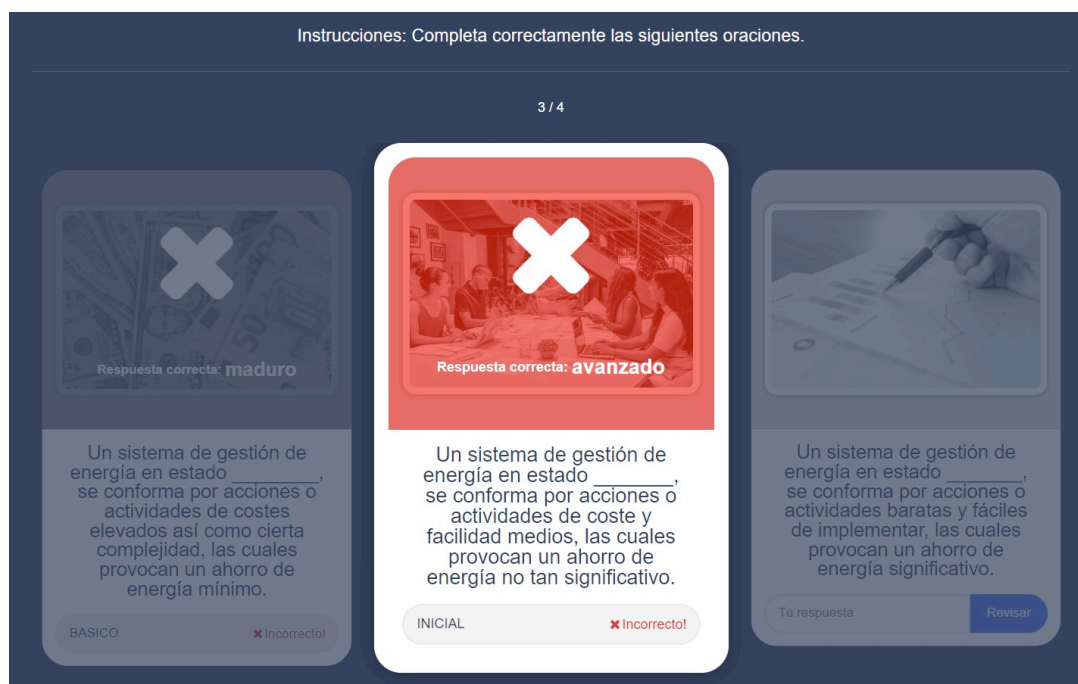 Instrucciones: Completa correctamente las siguientes oraciones.
3 / 4
Respuesta correcta: maduro
Un sistema de gestión de
energía en estado ________,
se conforma por acciones o
actividades de costes
elevados así como cierta
complejidad, las cuales
provocan un ahorro de
energía mínimo.
BASICO ✖ Incorrecto!
Respuesta correcta: avanzado
Un sistema de gestión de
energía en estado _______,
se conforma por acciones o
actividades de coste y
facilidad medios, las cuales
provocan un ahorro de
energía no tan significativo.
INICIAL ✖ Incorrecto!
Un sistema de gestión de
energía en estado _______,
se conforma por acciones o
actividades baratas y fáciles
de implementar, las cuales
provocan un ahorro de
energía significativo.
Tu respuesta Revisar